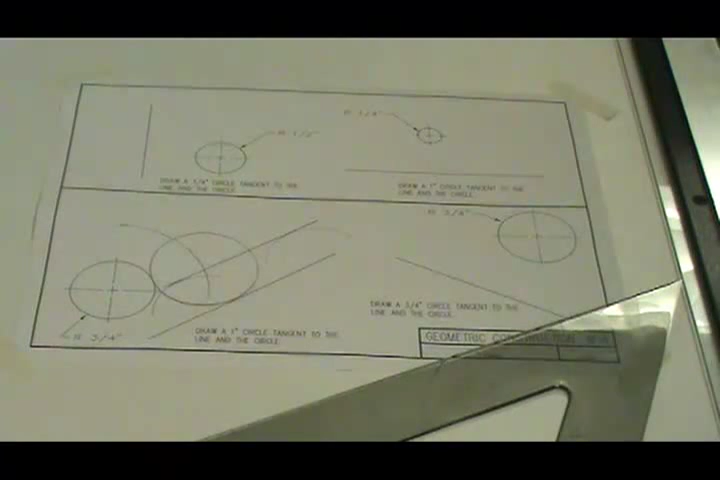 R 1/2"
R 1/4"
DRAW A 3/4" CIRCLE TANGENT TO THE
LINE AND THE CIRCLE.
DRAW A 1" CIRCLE TANGENT TO THE
LINE AND THE CIRCLE.
R 3/4"
DRAW A 3/4" CIRCLE TANGENT TO THE
LINE AND THE CIRCLE.
R 3/4"
DRAW A 1" CIRCLE TANGENT TO THE
LINE AND THE CIRCLE.
GEOMETRIC CONSTRUCTION